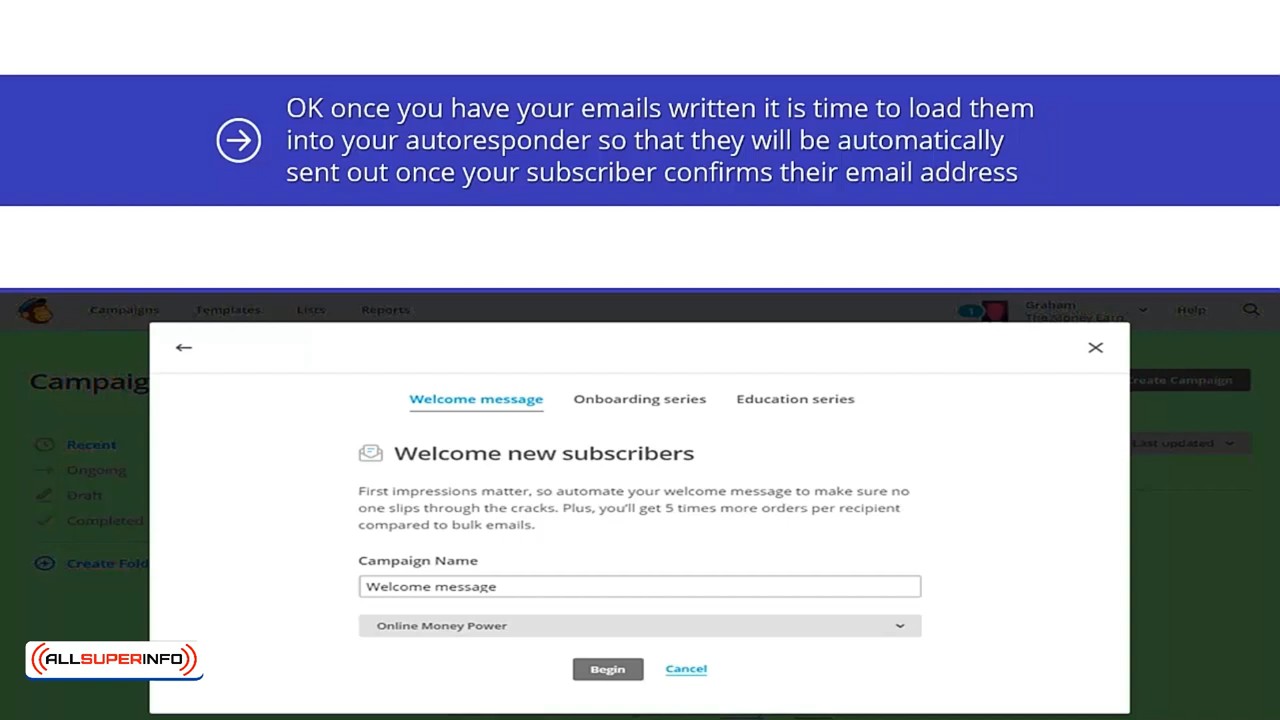 OK once you have your emails written it is time to load them
into your autoresponder so that they will be automatically
sent out once your subscriber confirms their email address
Campaigns Templates Lists Reports
1 Graham
The Money Earn
Help
Campaig
Create Campaign
Recent
Last updated
Ongoing
Draft
Completed
Create Fold
Welcome message Onboarding series Education series
Welcome new subscribers
First impressions matter, so automate your welcome message to make sure no
one slips through the cracks. Plus, you'll get 5 times more orders per recipient
compared to bulk emails.
Campaign Name
Welcome message
Online Money Power
Begin Cancel
ALLSUPERINFO